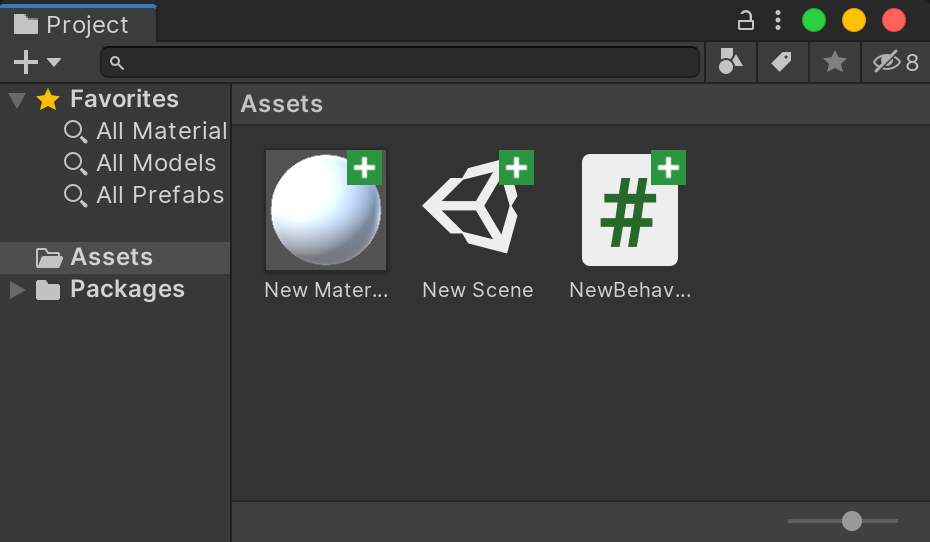 Project
8
Favorites
All Material
All Models
All Prefabs
Assets
Packages
Assets
New Mater...
New Scene
#
NewBehav...